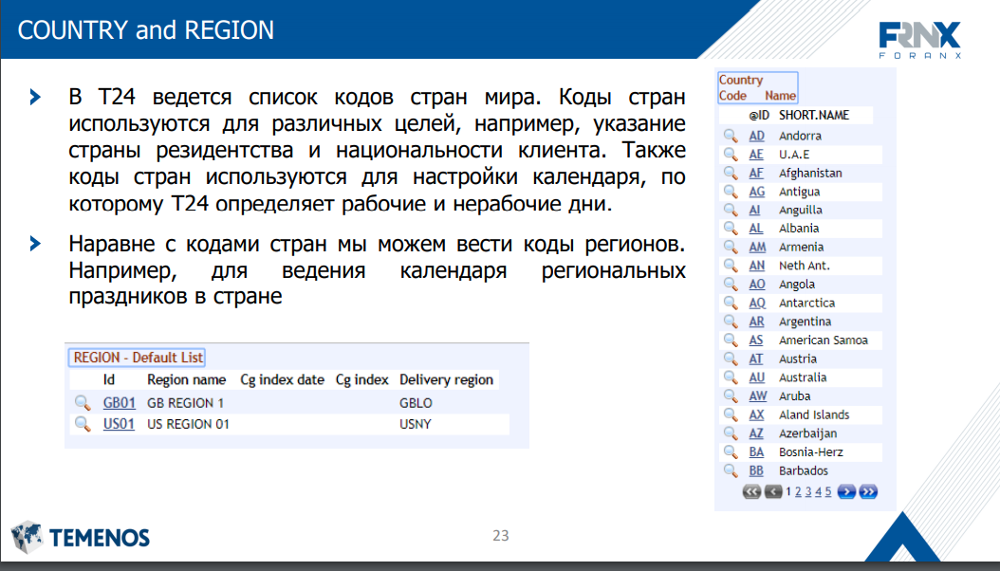 COUNTRY and REGION
FRNX
FORANX
В T24 ведется список кодов стран мира. Коды стран
используются для различных целей, например, указание
страны резидентства и национальности клиента. Также
коды стран используются для настройки календаря, по
которому T24 определяет рабочие и нерабочие дни.
Наравне с кодами стран мы можем вести коды регионов.
Например, для ведения календаря региональных
праздников в стране
REGION - Default List
Id Region name Cg index date Cg index Delivery region
GB01 GB REGION 1 GBLO
US01 US REGION 01 USNY
Country
Code Name
@ID SHORT.NAME
AD Andorra
AE U.A.E
AF Afghanistan
AG Antigua
AI Anguilla
AL Albania
AM Armenia
AN Neth Ant.
AO Angola
AQ Antarctica
AR Argentina
AS American Samoa
AT Austria
AU Australia
AW Aruba
AX Aland Islands
AZ Azerbaijan
BA Bosnia-Herz
BB Barbados
1 2 3 4 5
TEMENOS
23